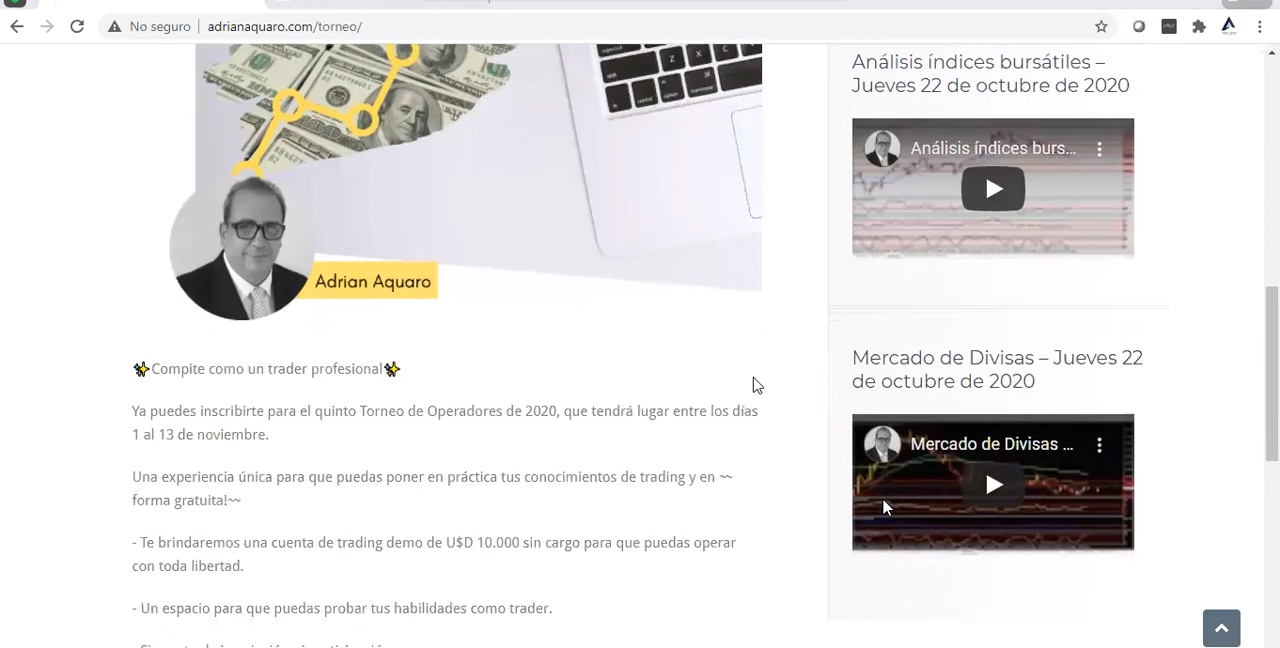 No seguro | adrianaquaro.com/torneo/
Adrian Aquaro
✨Compite como un trader profesional✨
Ya puedes inscribirte para el quinto Torneo de Operadores de 2020, que tendrá lugar entre los días
1 al 13 de noviembre.
Una experiencia única para que puedas poner en práctica tus conocimientos de trading y en ~~
forma gratuita!~~
- Te brindaremos una cuenta de trading demo de U$D 10.000 sin cargo para que puedas operar
con toda libertad.
- Un espacio para que puedas probar tus habilidades como trader.
Análisis índices bursátiles –
Jueves 22 de octubre de 2020
Análisis índices burs...
Mercado de Divisas – Jueves 22
de octubre de 2020
Mercado de Divisas ...